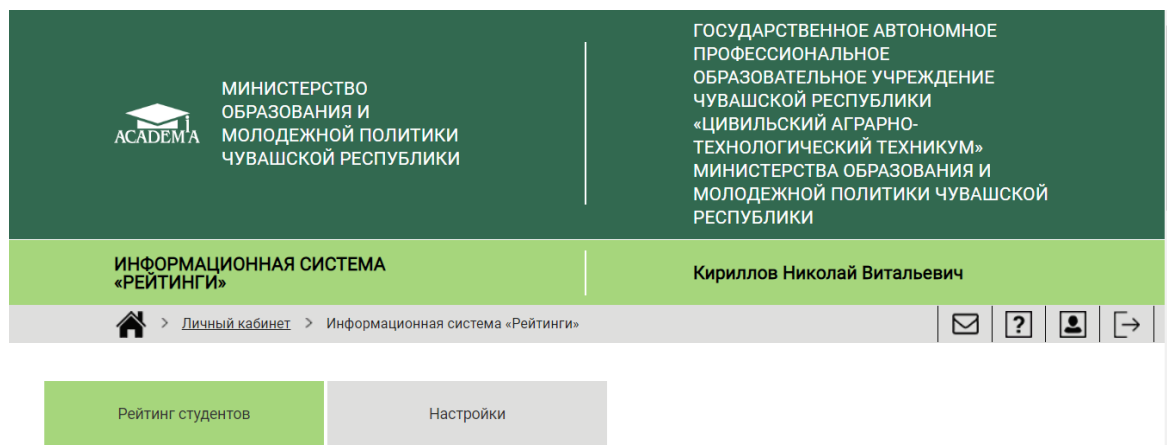 ACADEM'A
МИНИСТЕРСТВО
ОБРАЗОВАНИЯ И
МОЛОДЕЖНОЙ ПОЛИТИКИ
ЧУВАШСКОЙ РЕСПУБЛИКИ
ГОСУДАРСТВЕННОЕ АВТОНОМНОЕ
ПРОФЕССИОНАЛЬНОЕ
ОБРАЗОВАТЕЛЬНОЕ УЧРЕЖДЕНИЕ
ЧУВАШСКОЙ РЕСПУБЛИКИ
«ЦИВИЛЬСКИЙ АГРАРНО-
ТЕХНОЛОГИЧЕСКИЙ ТЕХНИКУМ»
МИНИСТЕРСТВА ОБРАЗОВАНИЯ И
МОЛОДЕЖНОЙ ПОЛИТИКИ ЧУВАШСКОЙ
РЕСПУБЛИКИ
ИНФОРМАЦИОННАЯ СИСТЕМА
«РЕЙТИНГИ»
Кириллов Николай Витальевич
> Личный кабинет > Информационная система «Рейтинги»
Рейтинг студентов
Настройки